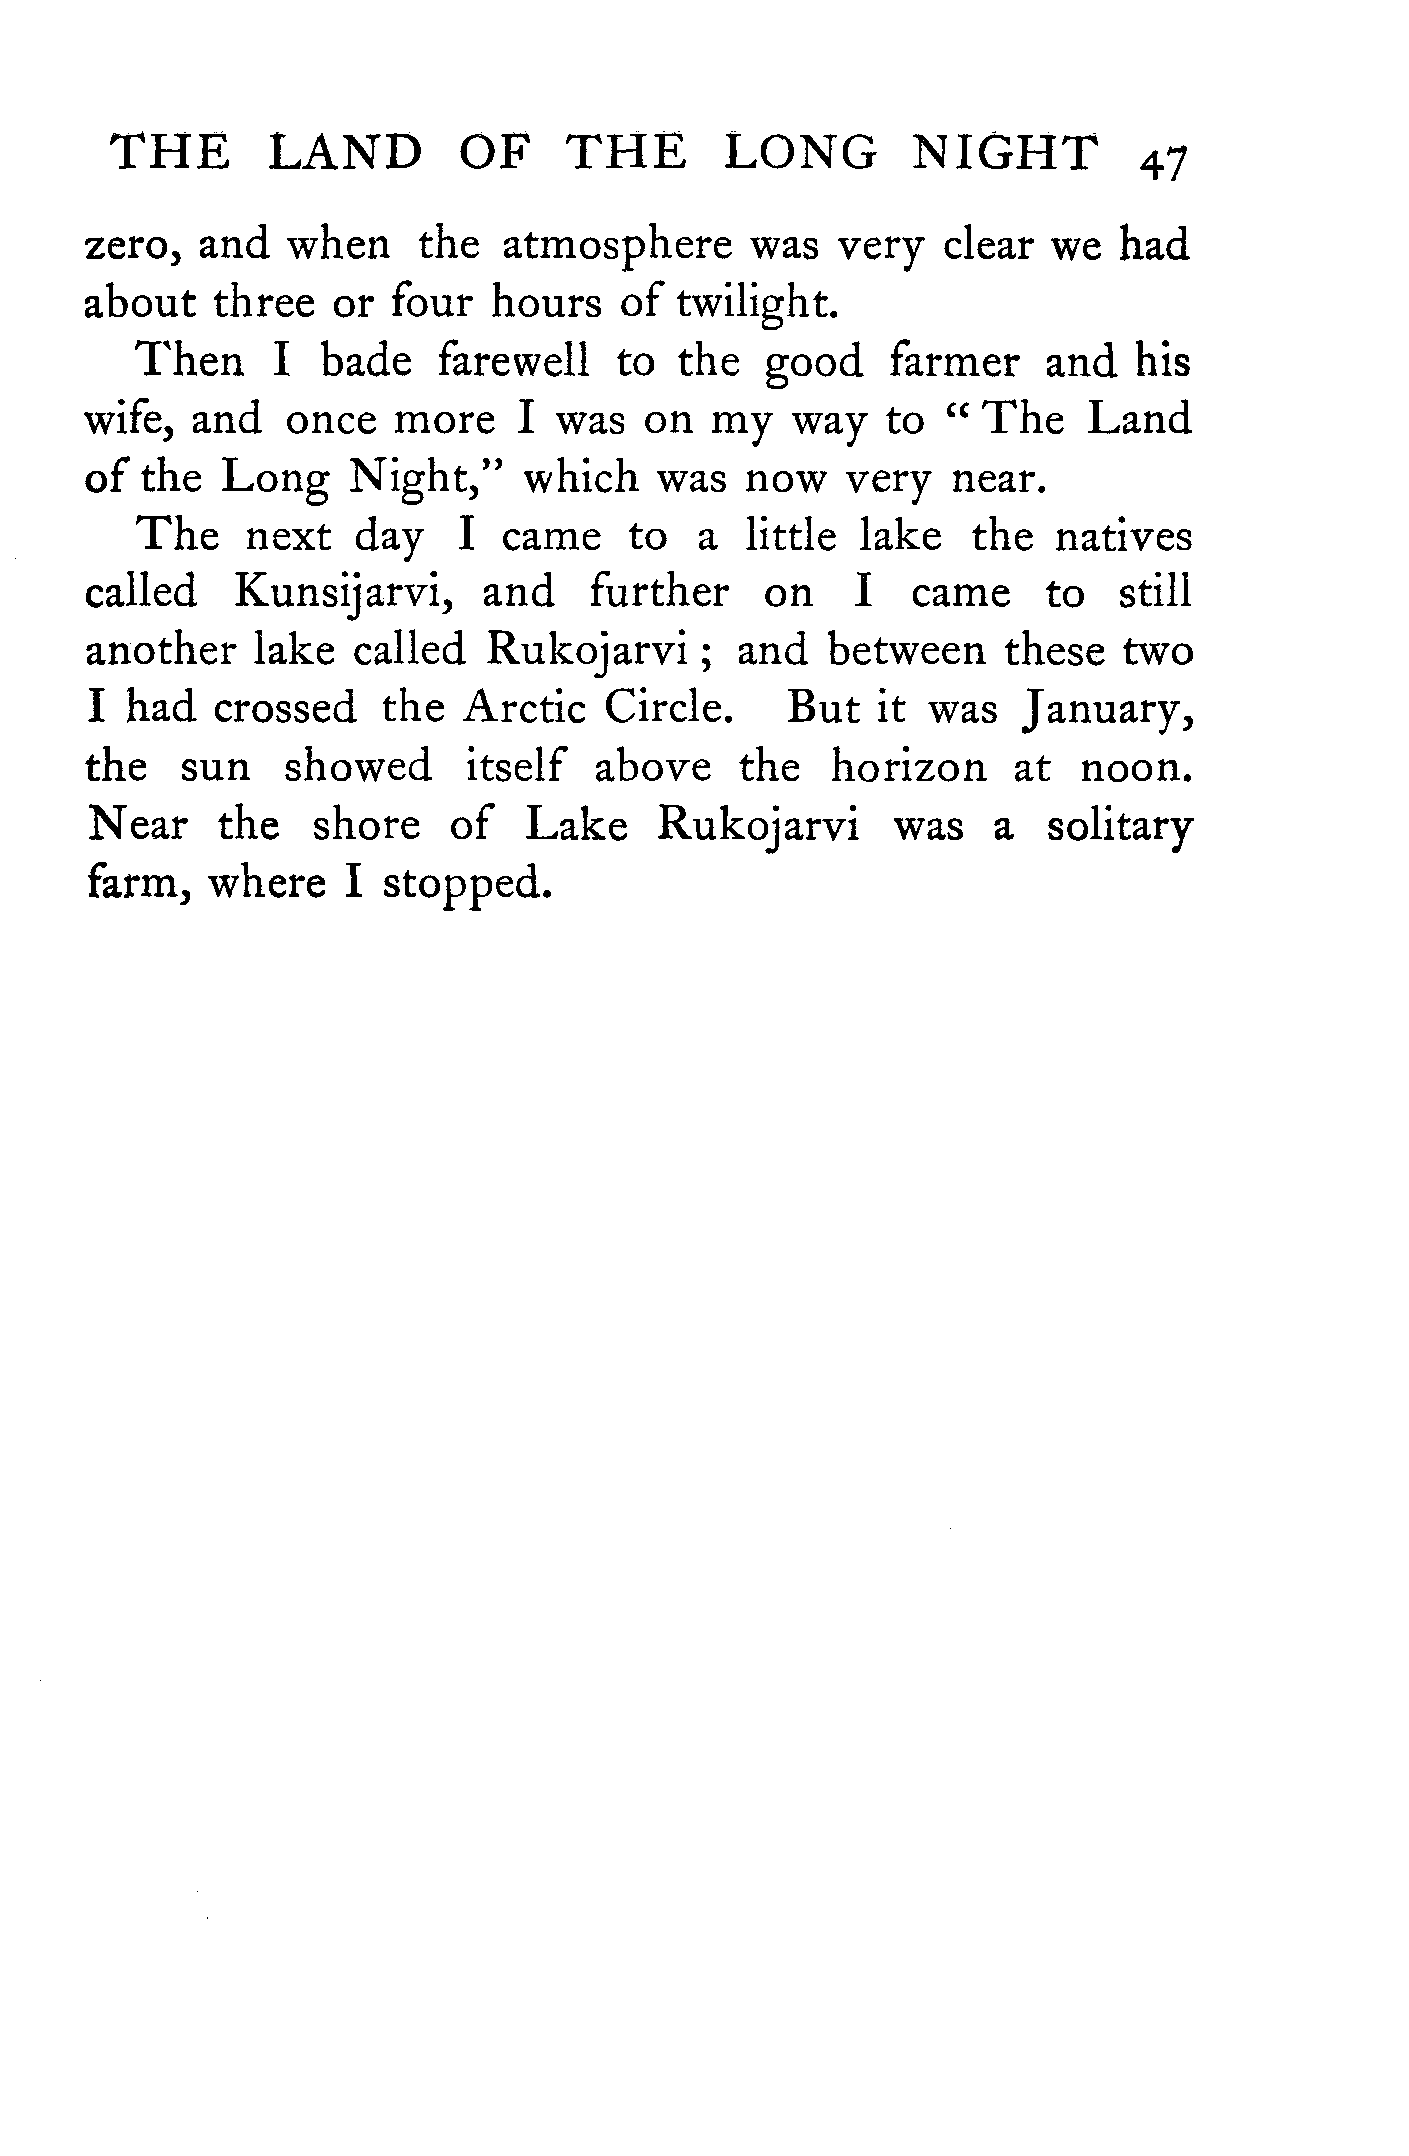 THE LAND OF THE LONG NIGHT 47
zero, and when the atmosphere was very clear we had
about three or four hours of twilight.
Then I bade farewell to the good farmer and his
wife, and once more I was on my way to “ The Land
of the Long Night,” which was now very near.
The next day I came to a little lake the natives
called Kunsijarvi, and further on I came to still
another lake called Rukojarvi ; and between these two
I had crossed the Arctic Circle. But it was January,
the sun showed itself above the horizon at noon.
Near the shore of Lake Rukojarvi was a solitary
farm, where I stopped.